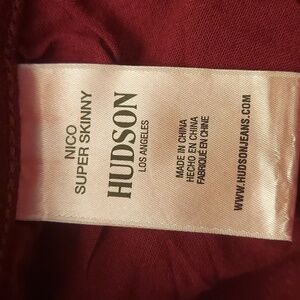 NICO
SUPER SKINNY
HUDSON
LOS ANGELES
MADE IN CHINA
HECHO EN CHINA
FABRIQUÉ EN CHINE
WWW.HUDSONJEANS.COM